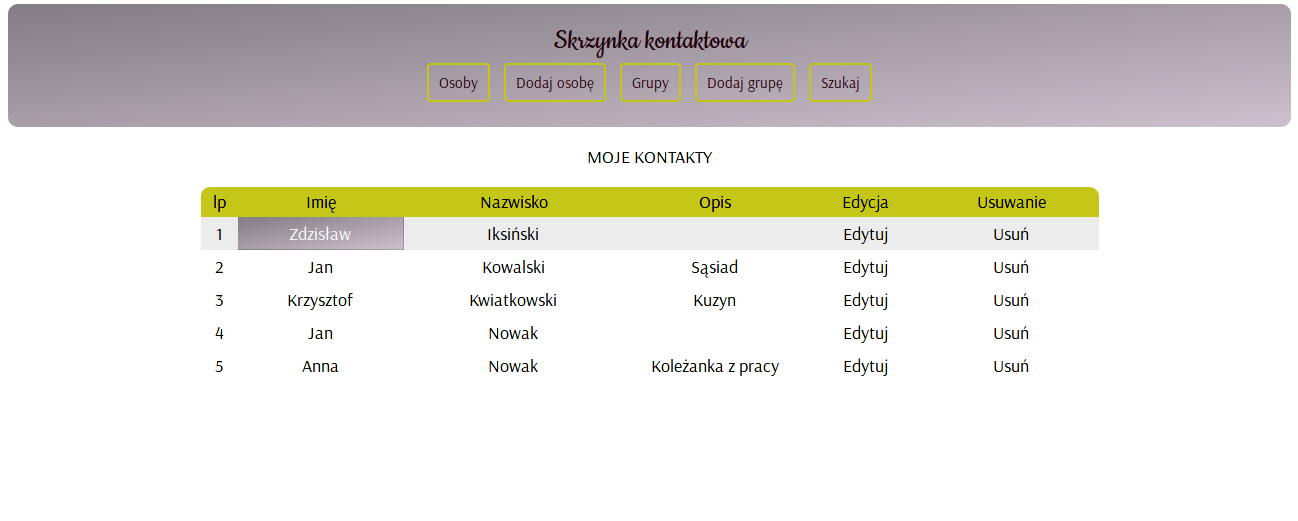 Skrzynka kontaktowa
Osoby Dodaj osobę Grupy Dodaj grupę Szukaj
MOJE KONTAKTY
lp Imię Nazwisko Opis Edycja Usuwanie
1 Zdzisław Iksiński Edytuj Usuń
2 Jan Kowalski Sąsiad Edytuj Usuń
3 Krzysztof Kwiatkowski Kuzyn Edytuj Usuń
4 Jan Nowak Edytuj Usuń
5 Anna Nowak Koleżanka z pracy Edytuj Usuń